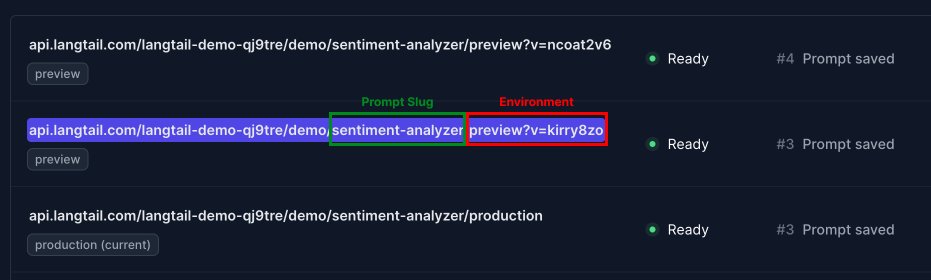 api.langtail.com/langtail-demo-qj9tre/demo/sentiment-analyzer/preview?v=ncoat2v6
Ready
#4 Prompt saved
preview
Prompt Slug
Environment
api.langtail.com/langtail-demo-qj9tre/demo/sentiment-analyzer/preview?v=kirry8zo
Ready
#3 Prompt saved
preview
api.langtail.com/langtail-demo-qj9tre/demo/sentiment-analyzer/production
Ready
#3 Prompt saved
production (current)